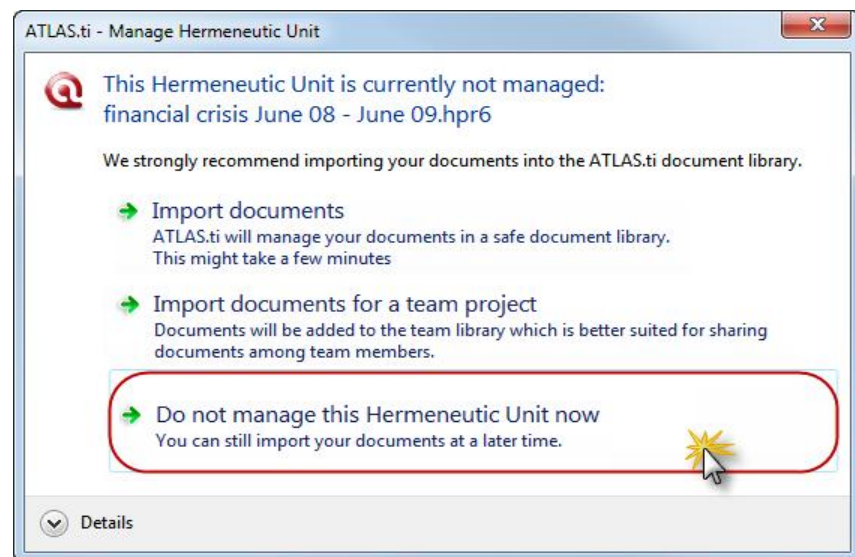 ATLAS.ti - Manage Hermeneutic Unit
This Hermeneutic Unit is currently not managed:
financial crisis June 08 - June 09.hpr6
We strongly recommend importing your documents into the ATLAS.ti document library.
Import documents
ATLAS.ti will manage your documents in a safe document library.
This might take a few minutes
Import documents for a team project
Documents will be added to the team library which is better suited for sharing
documents among team members.
Do not manage this Hermeneutic Unit now
You can still import your documents at a later time.
Details